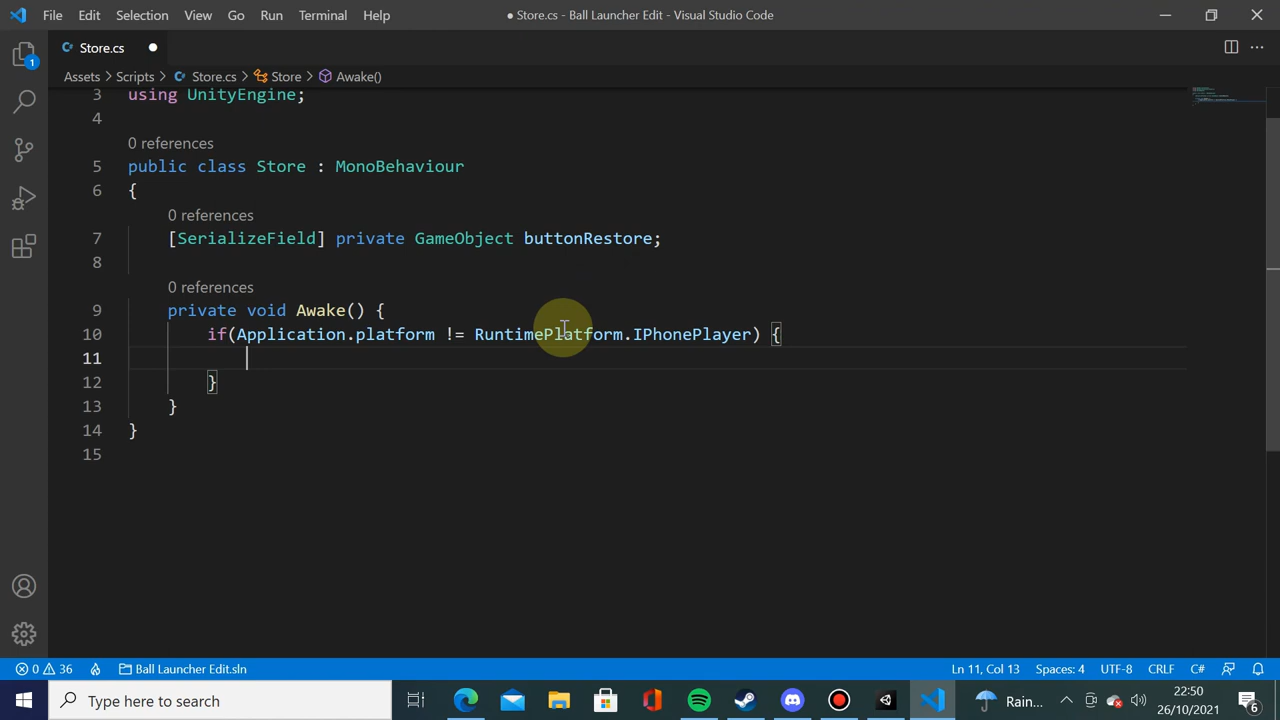 File Edit Selection View Go Run Terminal Help ● Store.cs - Ball Launcher Edit - Visual Studio Code
Store.cs
Assets > Scripts > Store.cs > Store > Awake()
1
3 using UnityEngine;
4
0 references
5 public class Store : MonoBehaviour
6 {
0 references
7 [SerializeField] private GameObject buttonRestore;
8
0 references
9 private void Awake() {
10 if(Application.platform != RuntimePlatform.IPhonePlayer) {
11
12 }
13 }
14 }
15
0 36 Ball Launcher Edit.sln Ln 11, Col 13 Spaces: 4 UTF-8 CRLF C#
Type here to search Rain... 22:50
26/10/2021 6